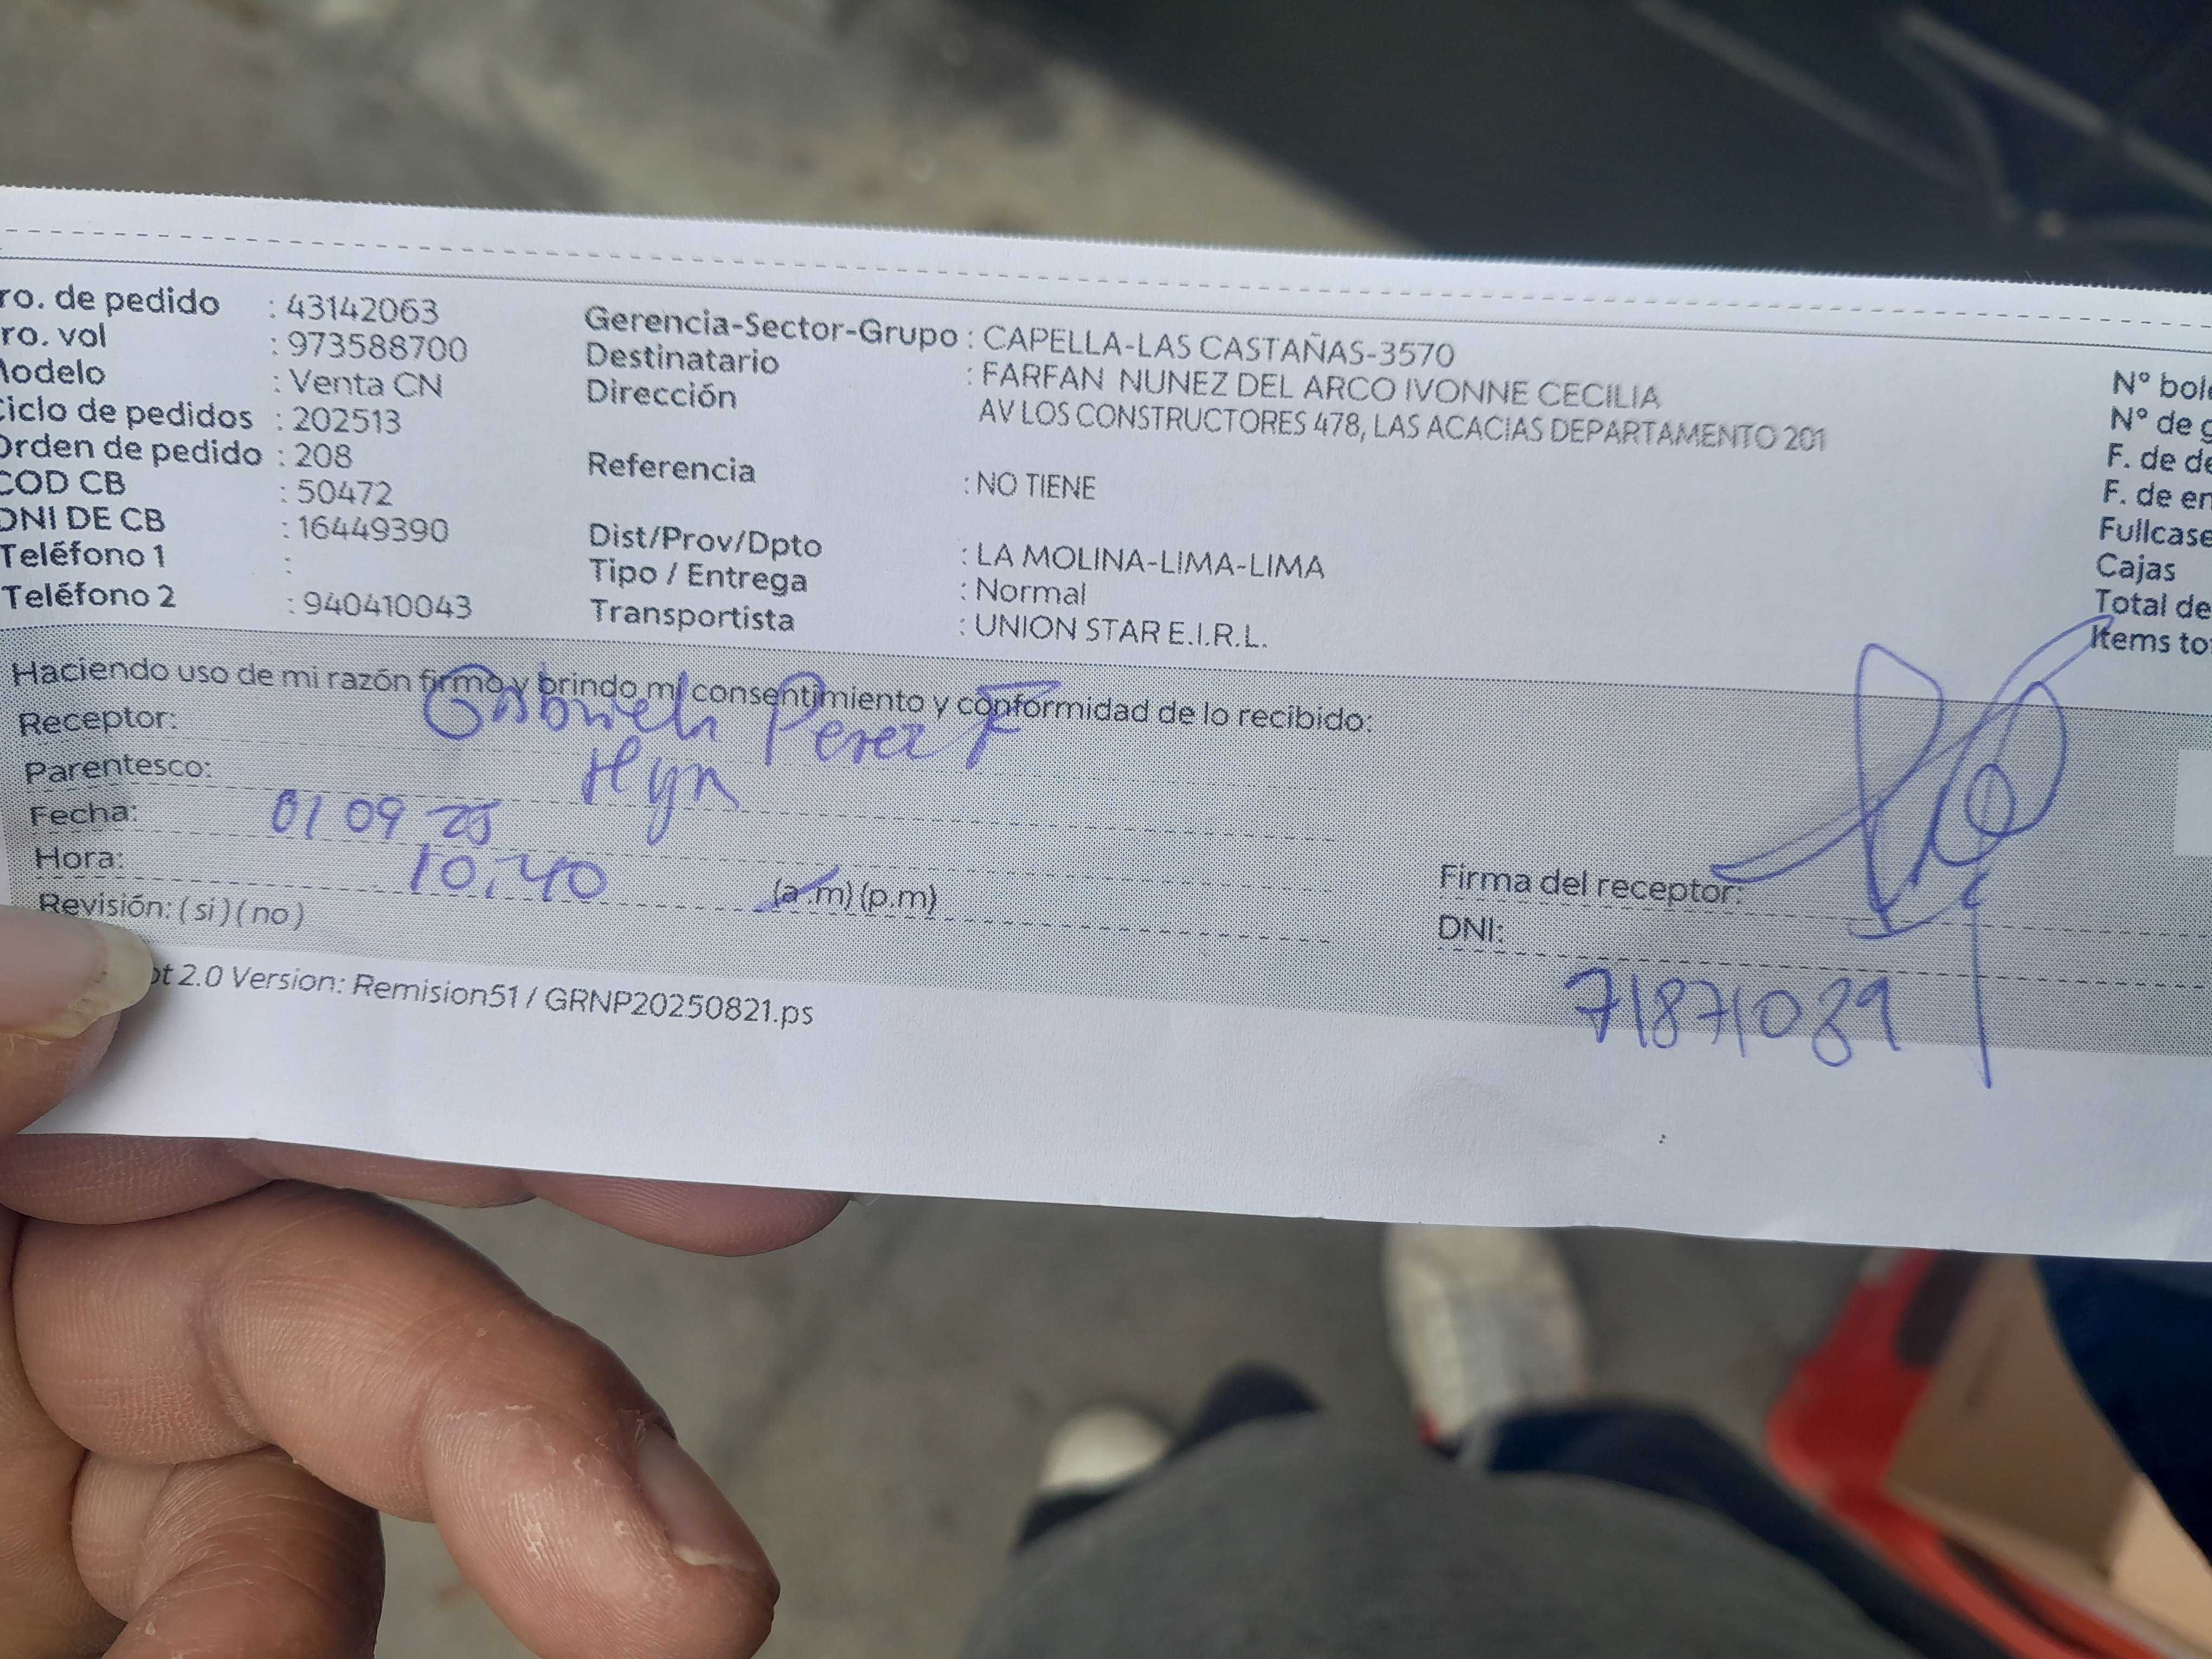 ro. de pedido : 43142063
ro. vol : 973588700
Modelo : Venta CN
Ciclo de pedidos : 202513
Orden de pedido : 208
COD CB : 50472
DNI DE CB : 16449390
Teléfono 1 :
Teléfono 2 : 940410043
Gerencia-Sector-Grupo : CAPELLA-LAS CASTAÑAS-3570
Destinatario : FARFAN NUNEZ DEL ARCO IVONNE CECILIA
Dirección AV LOS CONSTRUCTORES 478, LAS ACACIAS DEPARTAMENTO 201
Referencia : NO TIENE
Dist/Prov/Dpto : LA MOLINA-LIMA-LIMA
Tipo / Entrega : Normal
Transportista : UNION STAR E.I.R.L.
N° bol
N° de g
F. de de
F. de en
Fullcase
Cajas
Total de
Items to
Haciendo uso de mi razón firmo y brindo mi consentimiento y conformidad de lo recibido:
Receptor: Gabriela Perez F
Parentesco: Hija
Fecha: 01 09 25
Hora: 10:40 (a.m) (p.m)
Revisión: ( si ) ( no )
Firma del receptor:
DNI: 71871089
ot 2.0 Version: Remision51 / GRNP20250821.ps